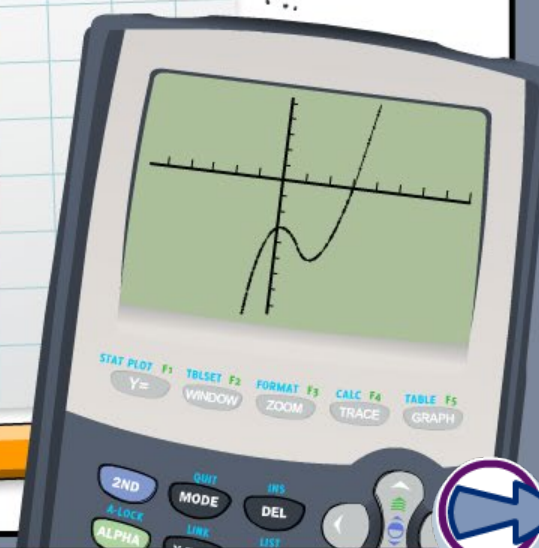 STAT PLOT F1 TBLSET F2 FORMAT F3 CALC F4 TABLE F5
Y= WINDOW ZOOM TRACE GRAPH
QUIT INS
2ND MODE DEL
A-LOCK LINK LIST
ALPHA